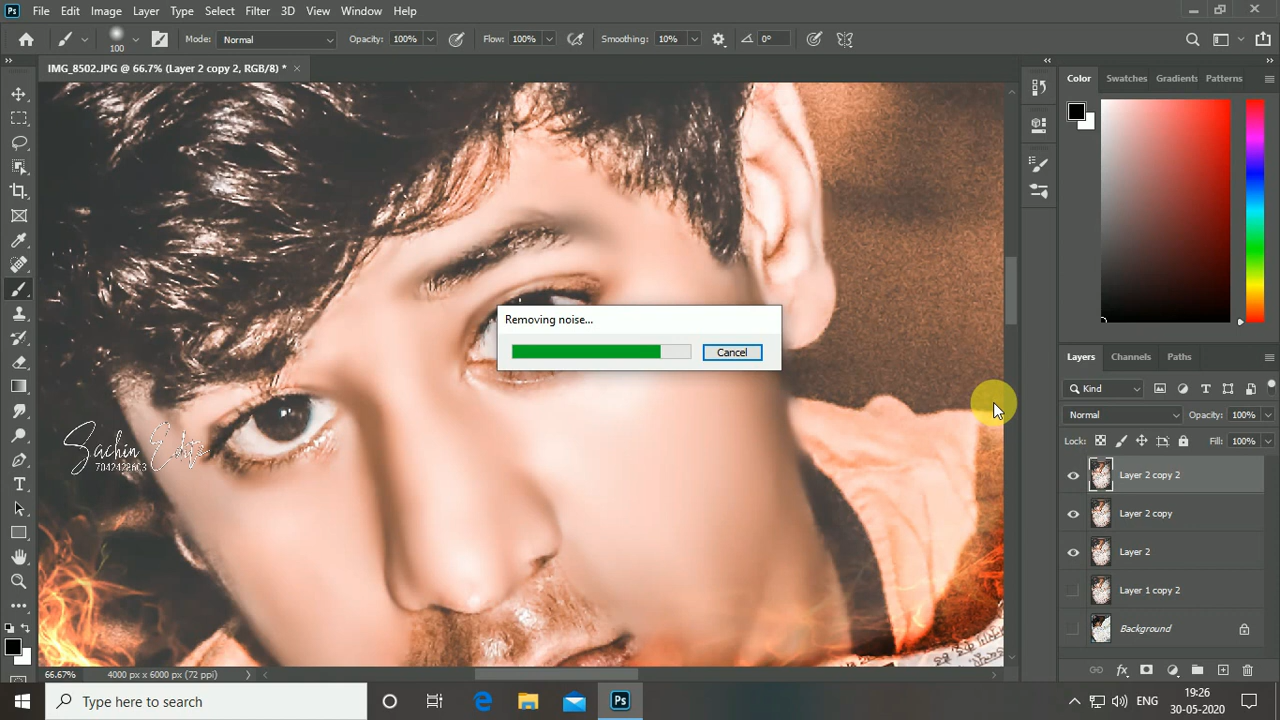 Ps File Edit Image Layer Type Select Filter 3D View Window Help
100 Mode: Normal Opacity: 100% Flow: 100% Smoothing: 10% 0°
IMG_8502.JPG @ 66.7% (Layer 2 copy 2, RGB/8) *
Color Swatches Gradients Patterns
Removing noise...
Cancel
Layers Channels Paths
Kind
Normal Opacity: 100%
Lock: Fill: 100%
Layer 2 copy 2
Layer 2 copy
Layer 2
Layer 1 copy 2
Background
Sachin Edits
7042428603
66.67% 4000 px x 6000 px (72 ppi)
Type here to search
Ps
ENG
19:26
30-05-2020